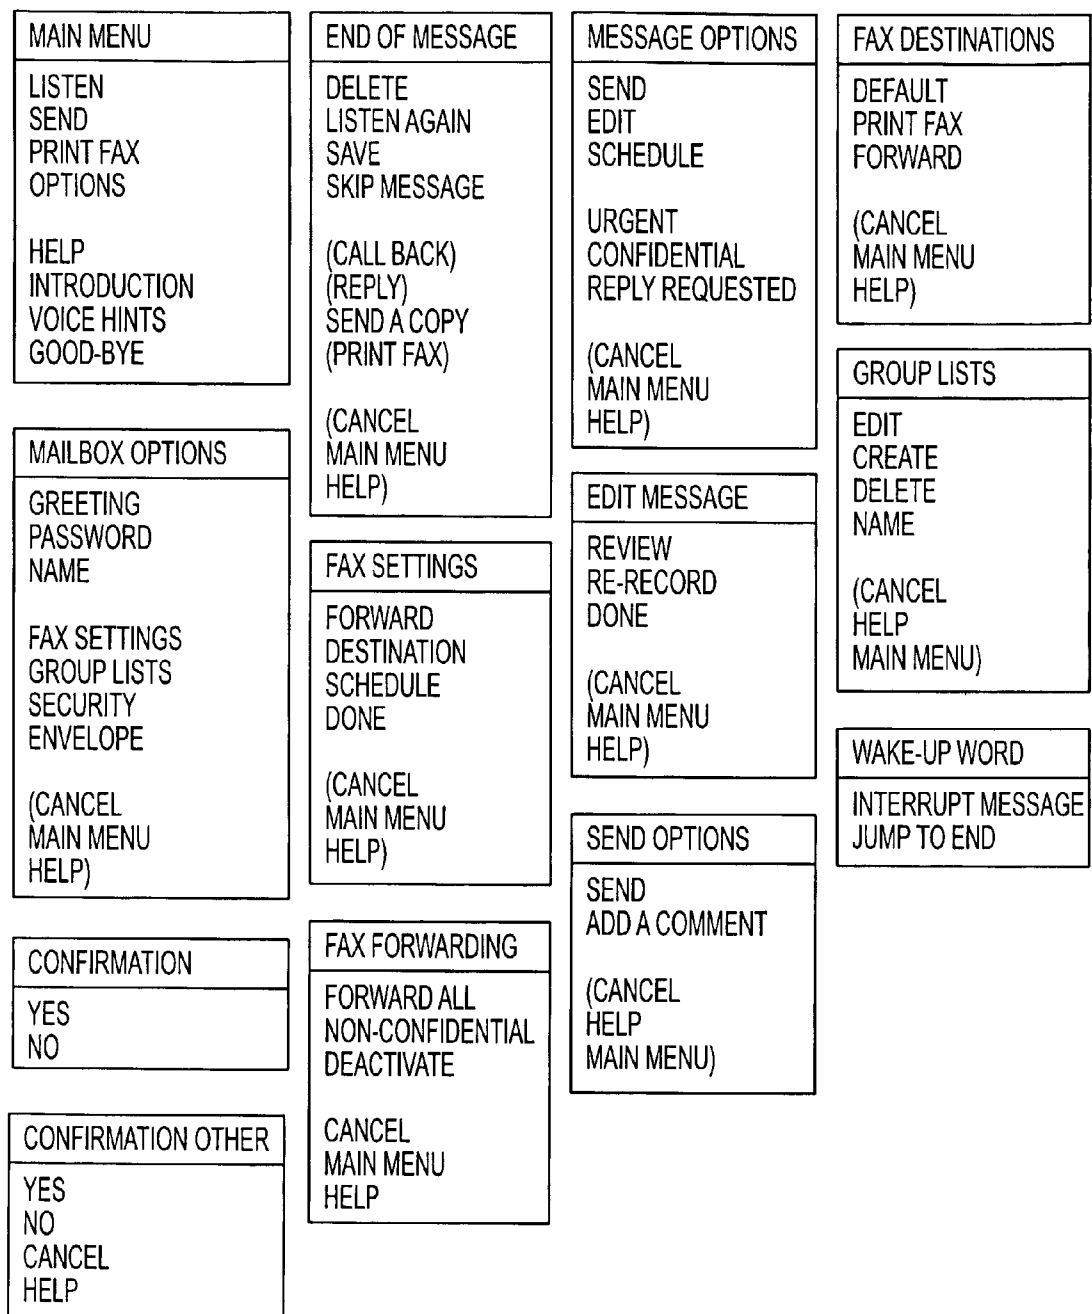 MAIN MENU
LISTEN
SEND
PRINT FAX
OPTIONS
HELP
INTRODUCTION
VOICE HINTS
GOOD-BYE
MAILBOX OPTIONS
GREETING
PASSWORD
NAME
FAX SETTINGS
GROUP LISTS
SECURITY
ENVELOPE
(CANCEL
MAIN MENU
HELP)
CONFIRMATION
YES
NO
CONFIRMATION OTHER
YES
NO
CANCEL
HELP
END OF MESSAGE
DELETE
LISTEN AGAIN
SAVE
SKIP MESSAGE
(CALL BACK)
(REPLY)
SEND A COPY
(PRINT FAX)
(CANCEL
MAIN MENU
HELP)
FAX SETTINGS
FORWARD
DESTINATION
SCHEDULE
DONE
(CANCEL
MAIN MENU
HELP)
FAX FORWARDING
FORWARD ALL
NON-CONFIDENTIAL
DEACTIVATE
CANCEL
MAIN MENU
HELP
MESSAGE OPTIONS
SEND
EDIT
SCHEDULE
URGENT
CONFIDENTIAL
REPLY REQUESTED
(CANCEL
MAIN MENU
HELP)
EDIT MESSAGE
REVIEW
RE-RECORD
DONE
(CANCEL
MAIN MENU
HELP)
SEND OPTIONS
SEND
ADD A COMMENT
(CANCEL
HELP
MAIN MENU)
FAX DESTINATIONS
DEFAULT
PRINT FAX
FORWARD
(CANCEL
MAIN MENU
HELP)
GROUP LISTS
EDIT
CREATE
DELETE
NAME
(CANCEL
HELP
MAIN MENU)
WAKE-UP WORD
INTERRUPT MESSAGE
JUMP TO END